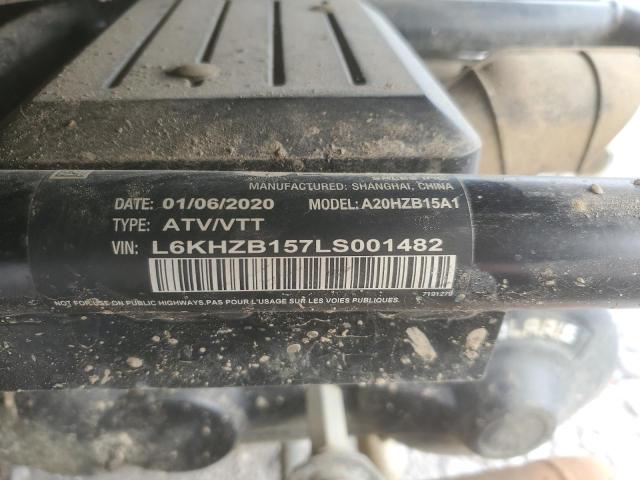 MANUFACTURED: SHANGHAI, CHINA
DATE: 01/06/2020 MODEL: A20HZB15A1
TYPE: ATV/VTT
VIN: L6KHZB157LS001482
NOT FOR USE ON PUBLIC HIGHWAYS.PAS POUR L'USAGE SUR LES VOIES PUBLIQUES. 7191279